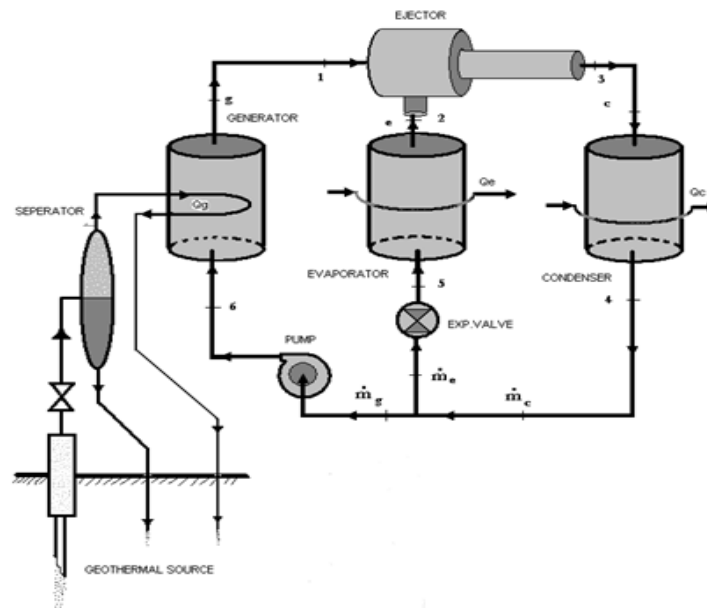 EJECTOR
1
3
g
e
2
c
GENERATOR
Qg
Qe
Qc
SEPERATOR
EVAPORATOR
CONDENSER
5
4
6
EXP.VALVE
PUMP
ṁe
ṁg
ṁc
GEOTHERMAL SOURCE